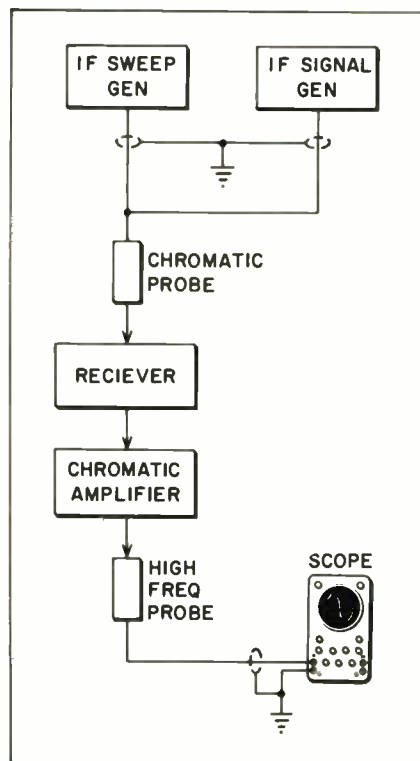 IF SWEEP
GEN
IF SIGNAL
GEN
CHROMATIC
PROBE
RECIEVER
CHROMATIC
AMPLIFIER
HIGH
FREQ
PROBE
SCOPE